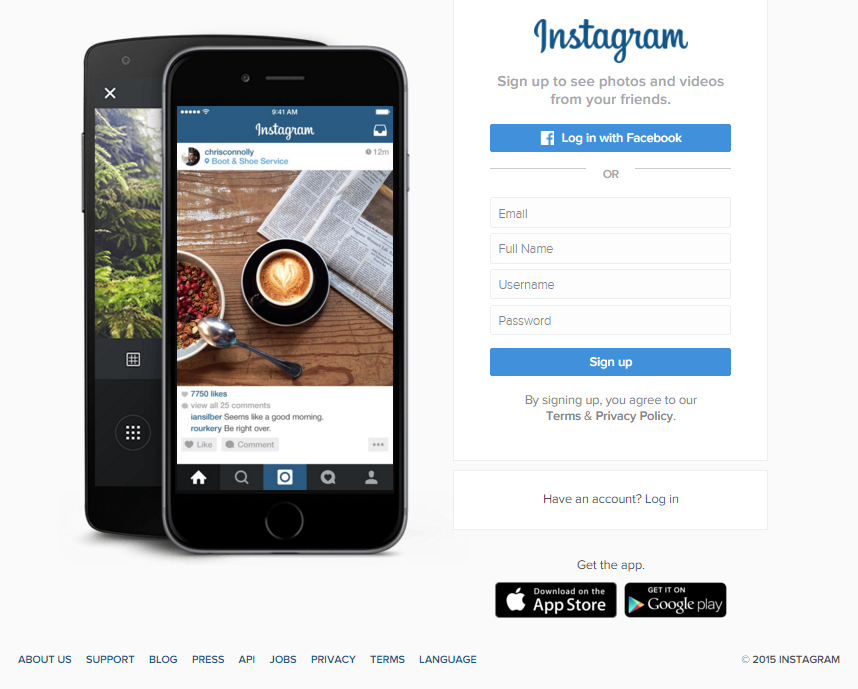 Instagram
Sign up to see photos and videos
from your friends.
Log in with Facebook
OR
Email
Full Name
Username
Password
Sign up
By signing up, you agree to our
Terms & Privacy Policy.
Have an account? Log in
Get the app.
Download on the
App Store
GET IT ON
Google play
9:41 AM
Instagram
chrisconnolly
12m
Boot & Shoe Service
7750 likes
view all 25 comments
iansilber Seems like a good morning.
rourkery Be right over.
Like
Comment
ABOUT US SUPPORT BLOG PRESS API JOBS PRIVACY TERMS LANGUAGE
© 2015 INSTAGRAM